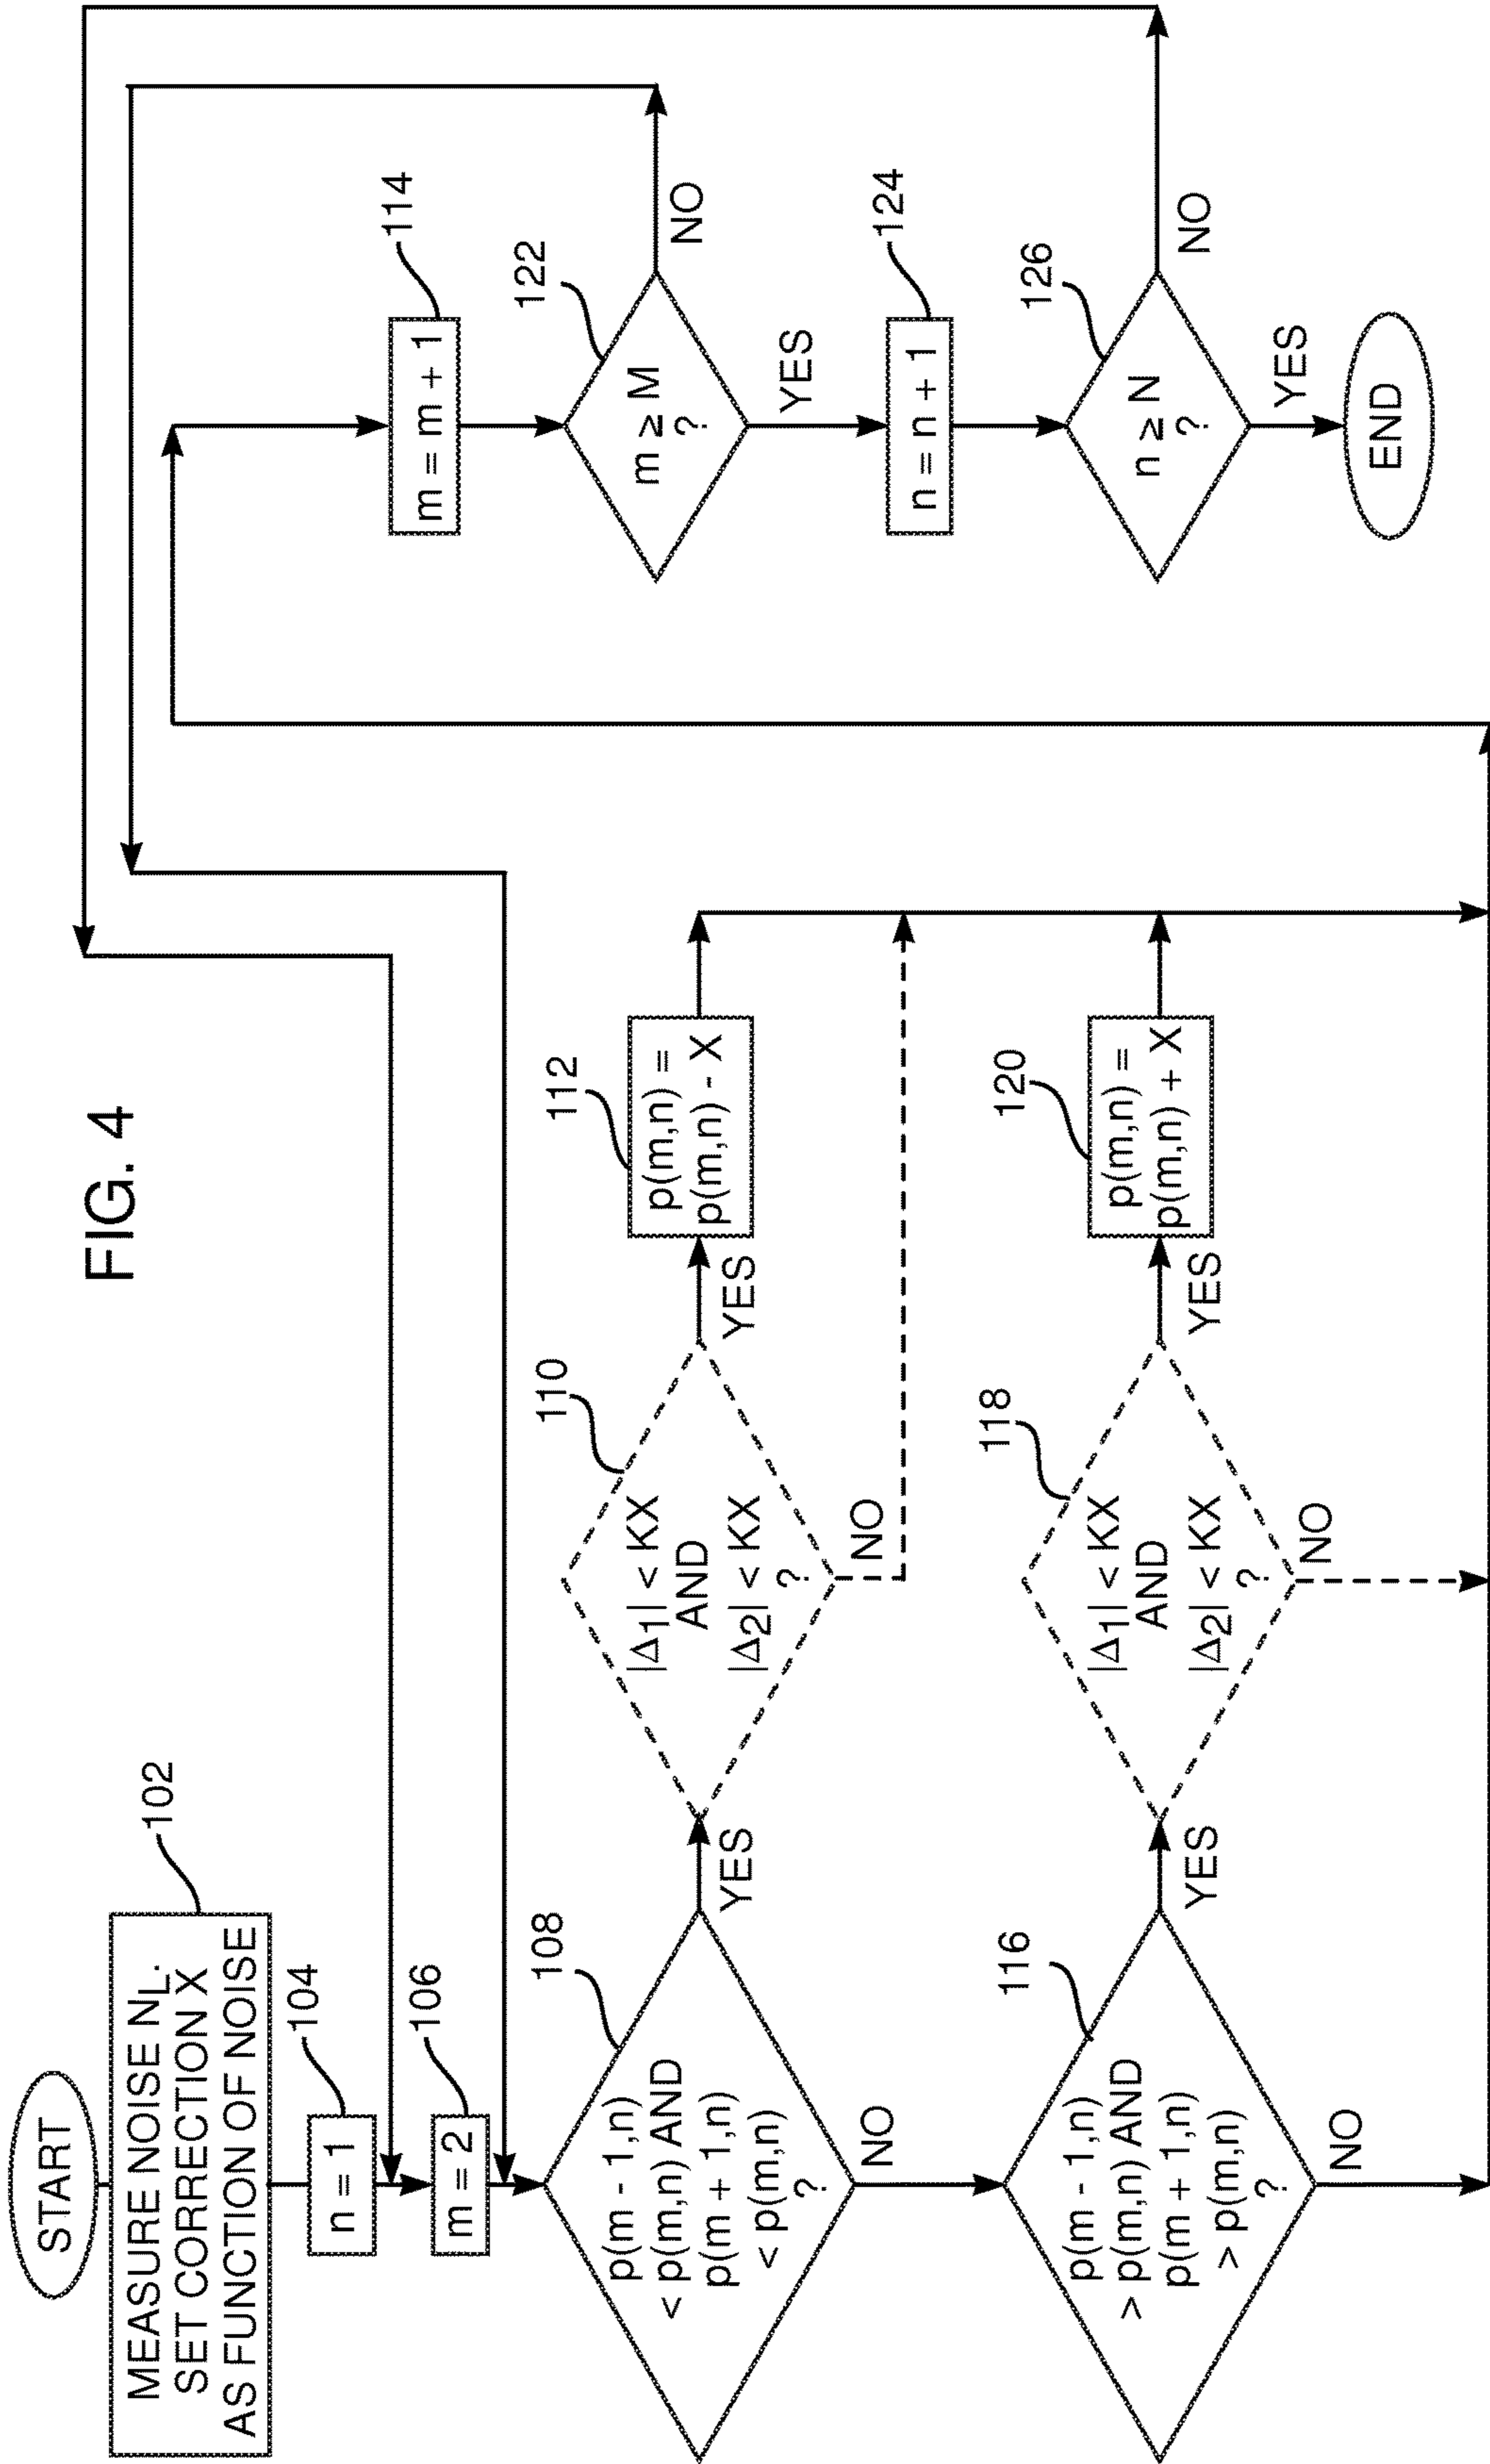 FIG. 4
START
MEASURE NOISE NL.
SET CORRECTION X
AS FUNCTION OF NOISE
102
n = 1
104
m = 2
106
p(m - 1,n)
< p(m,n) AND
p(m + 1,n)
< p(m,n)
?
108
YES
NO
|Δ1| < KX
AND
|Δ2| < KX
?
110
YES
NO
p(m,n) =
p(m,n) - X
112
p(m - 1,n)
> p(m,n) AND
p(m + 1,n)
> p(m,n)
?
116
YES
NO
|Δ1| < KX
AND
|Δ2| < KX
?
118
YES
NO
p(m,n) =
p(m,n) + X
120
m = m + 1
114
m ≥ M
?
122
NO
YES
n = n + 1
124
n ≥ N
?
126
NO
YES
END